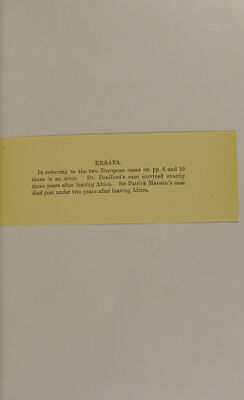 ERRATA.
In referring to the two European cases on pp. 6 and 10
there is an error. Dr. Bradford's case survived exactly
three years after leaving Africa. Sir Patrick Manson's case
died just under two years after leaving Africa.